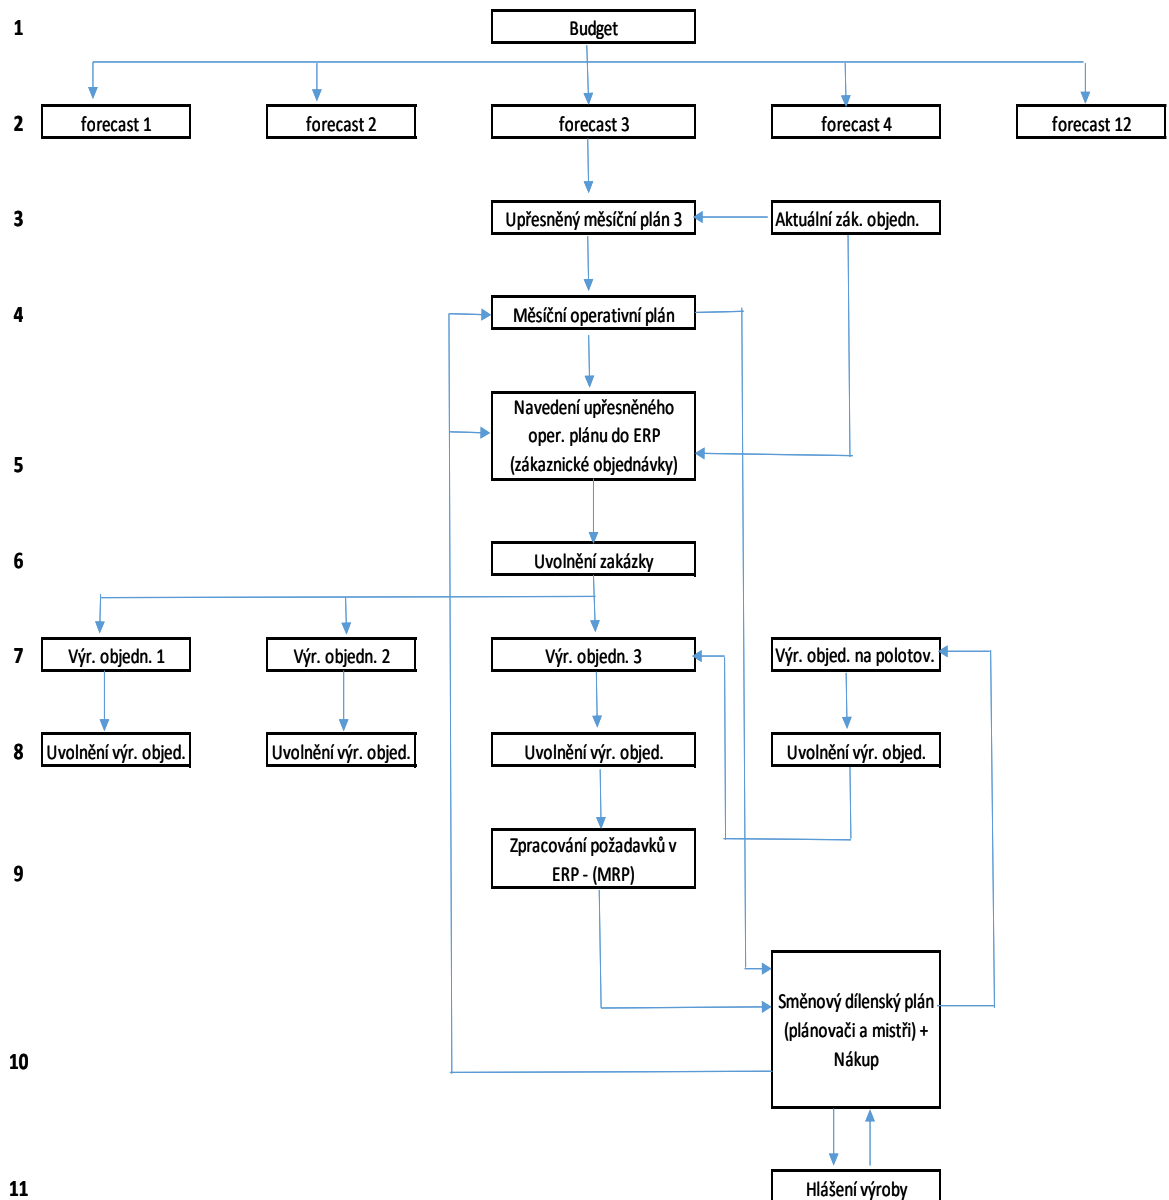 1
Budget
2
forecast 1
forecast 2
forecast 3
forecast 4
forecast 12
3
Upřesněný měsíční plán 3
Aktuální zák. objedn.
4
Měsíční operativní plán
Navedení upřesněného
oper. plánu do ERP
5
(zákaznické objednávky)
6
Uvolnění zakázky
7
Výr. objedn. 1
Výr. objedn. 2
Výr. objedn. 3
Výr. objed. na polotov.
8
Uvolnění výr. objed.
Uvolnění výr. objed.
Uvolnění výr. objed.
Uvolnění výr. objed.
Zpracování požadavků v
9
ERP - (MRP)
Směnový dílenský plán
(plánovači a mistři) +
10
Nákup
11
Hlášení výroby